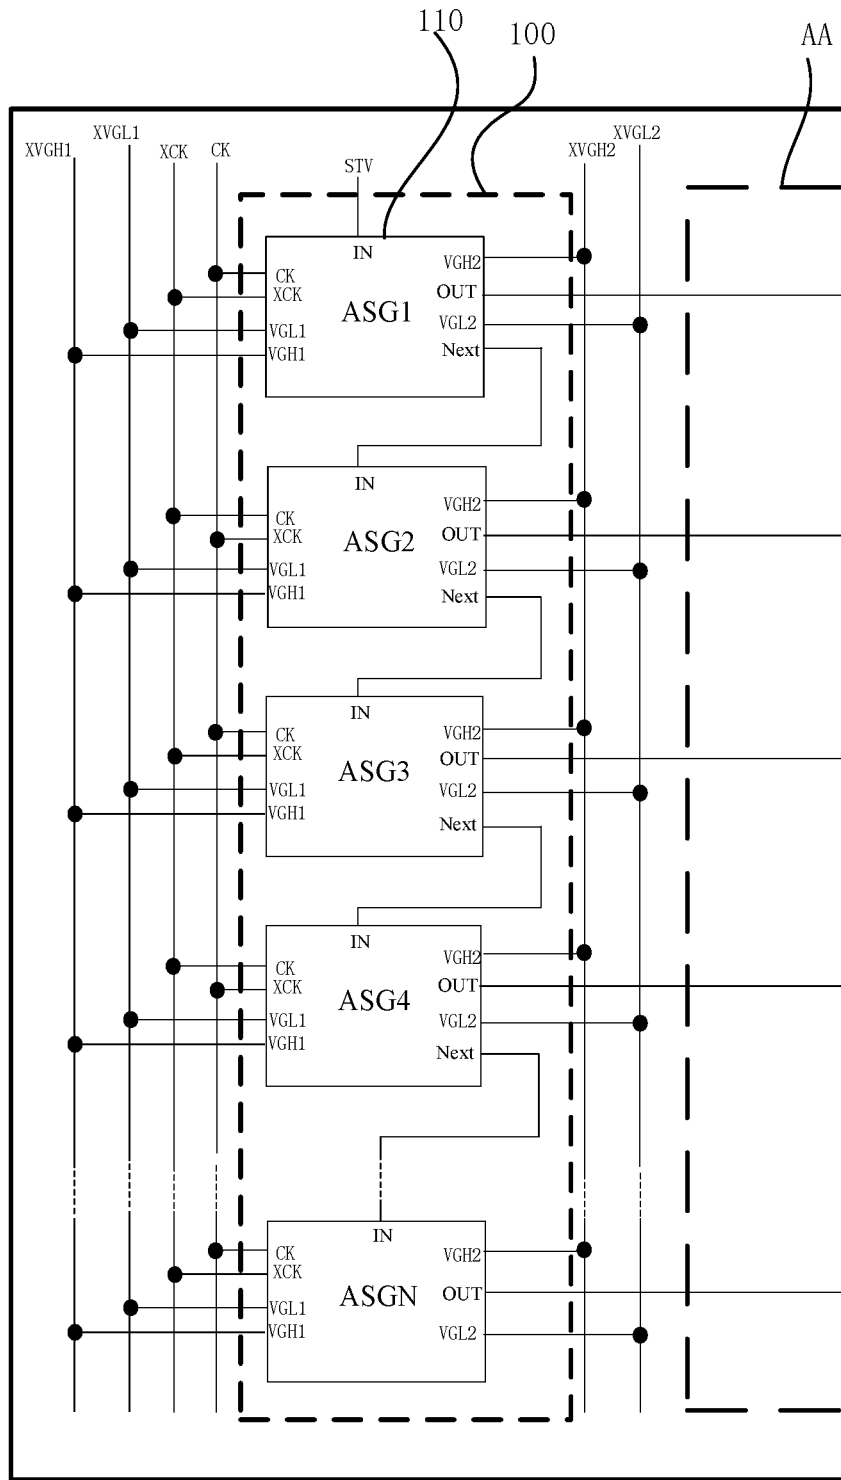 110
100
AA
XVGH1
XVGL1
XCK
CK
STV
XVGH2
XVGL2
IN
CK
XCK
VGL1
VGH1
ASG1
VGH2
OUT
VGL2
Next
IN
CK
XCK
VGL1
VGH1
ASG2
VGH2
OUT
VGL2
Next
IN
CK
XCK
VGL1
VGH1
ASG3
VGH2
OUT
VGL2
Next
IN
CK
XCK
VGL1
VGH1
ASG4
VGH2
OUT
VGL2
Next
IN
CK
XCK
VGL1
VGH1
ASGN
VGH2
OUT
VGL2